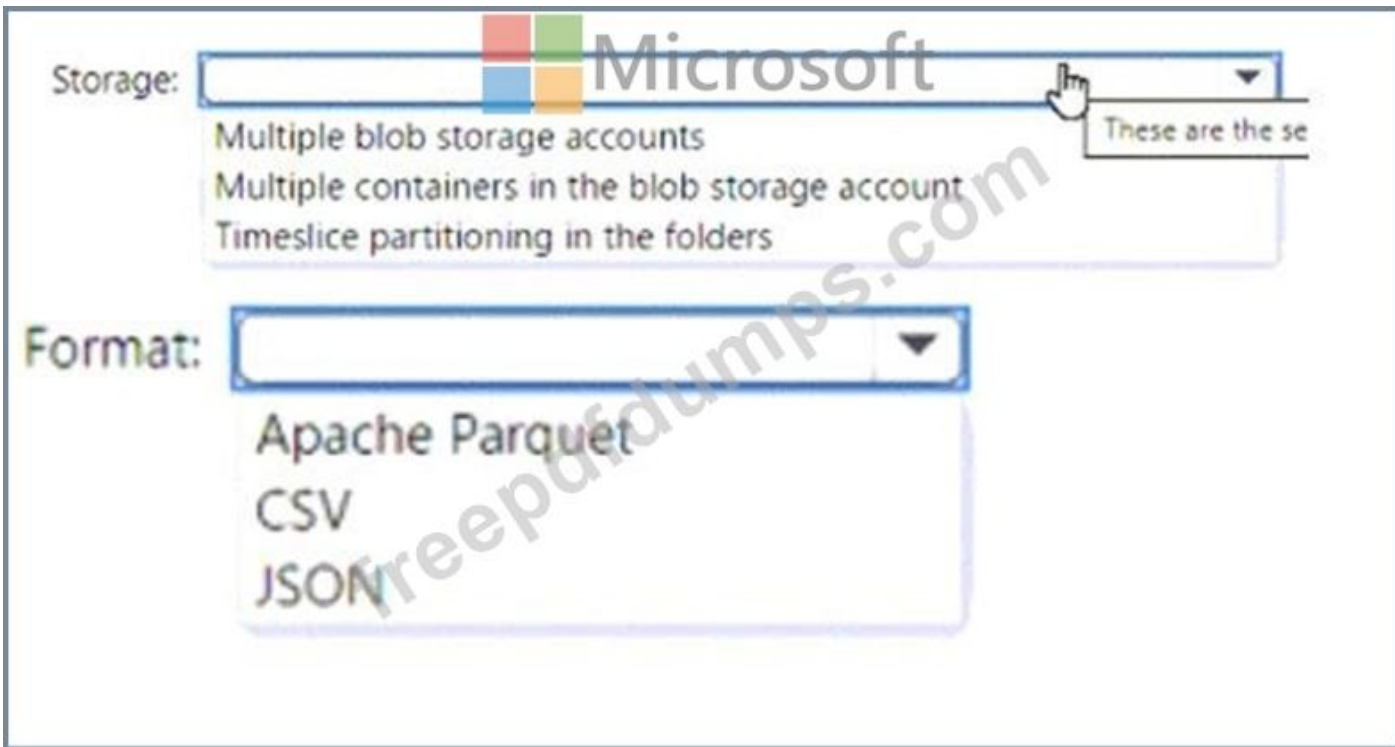 Microsoft
Storage:
These are the se
Multiple blob storage accounts
Multiple containers in the blob storage account
Timeslice partitioning in the folders
Format:
Apache Parquet
CSV
JSON
freepdfdumps.com